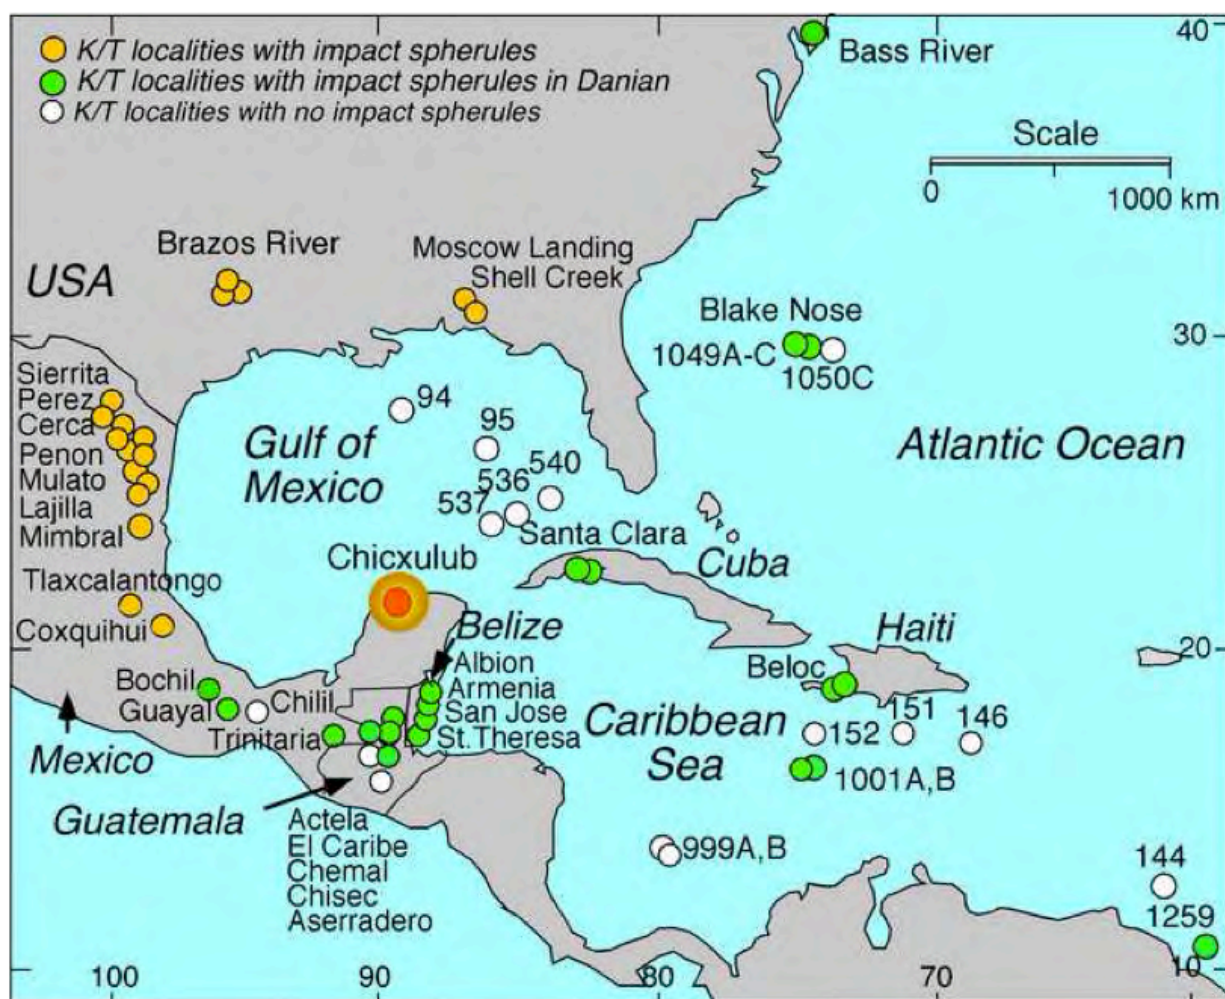 K/T localities with impact spherules
K/T localities with impact spherules in Danian
K/T localities with no impact spherules
40
Bass River
Scale
0
1000 km
Brazos River
Moscow Landing
Shell Creek
USA
Blake Nose
30
1049A-C
1050C
Sierrita
Perez
Cerca
Penon
Mulato
Lajilla
Mimbral
94
95
Gulf of
Mexico
540
536
537
Atlantic Ocean
Santa Clara
Cuba
Chicxulub
Tlaxcalantongo
Coxquihui
Belize
Haiti
20
Albion
Armenia
San Jose
St.Theresa
Beloc
Bochil
Guayal
Chilil
Trinitaria
Caribbean
Sea
152
151
146
1001A,B
Mexico
Guatemala
Actela
El Caribe
Chemal
Chisec
Aserradero
999A,B
144
1259
10
100
90
80
70